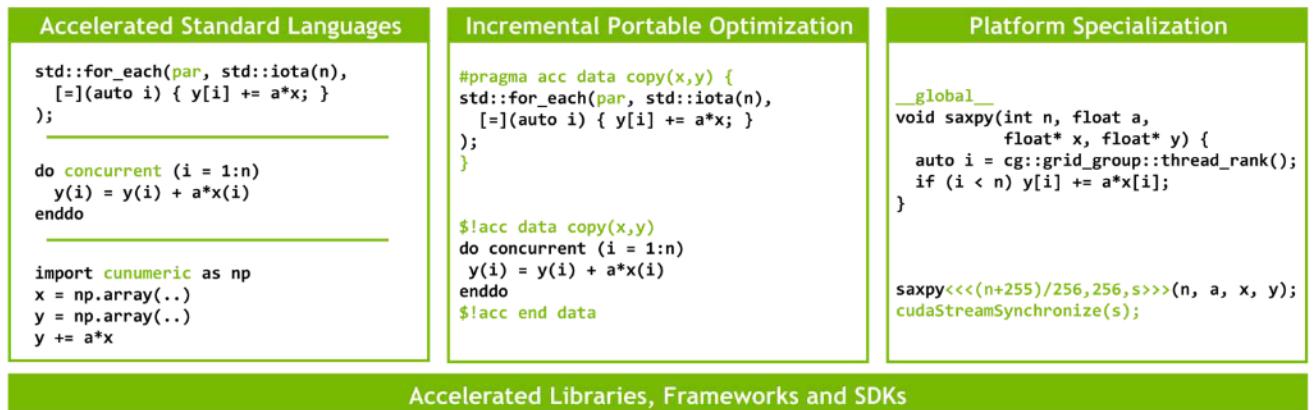 Accelerated Standard Languages
std::for_each(par, std::iota(n),
  [=](auto i) { y[i] += a*x; }
);
do concurrent (i = 1:n)
  y(i) = y(i) + a*x(i)
enddo
import cunumeric as np
x = np.array(..)
y = np.array(..)
y += a*x
Incremental Portable Optimization
#pragma acc data copy(x,y) {
std::for_each(par, std::iota(n),
  [=](auto i) { y[i] += a*x; }
);
}
$!acc data copy(x,y)
do concurrent (i = 1:n)
 y(i) = y(i) + a*x(i)
enddo
$!acc end data
Platform Specialization
__global__
void saxpy(int n, float a,
           float* x, float* y) {
  auto i = cg::grid_group::thread_rank();
  if (i < n) y[i] += a*x[i];
}
saxpy<<<(n+255)/256,256,s>>>(n, a, x, y);
cudaStreamSynchronize(s);
Accelerated Libraries, Frameworks and SDKs